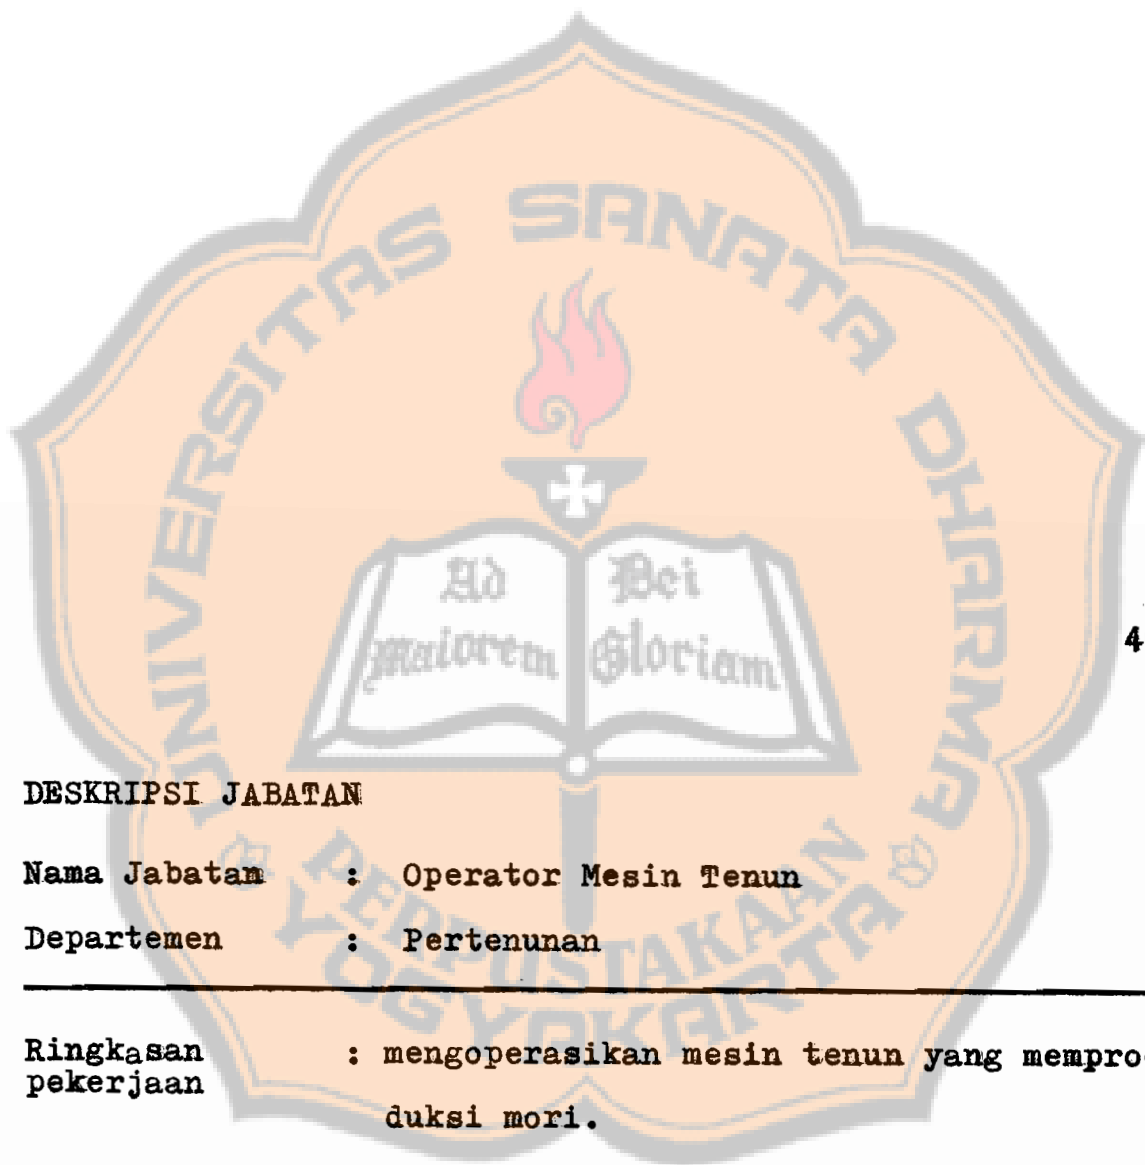 UNIVERSITAS SANATA DHARMA
Ad Dei
Maiorem Gloriam
4
DESKRIPSI JABATAN
Nama Jabatan : Operator Mesin Tenun
Departemen : Pertenunan
PERPUSTAKAAN
YOGYAKARTA
Ringkasan : mengoperasikan mesin tenun yang mempro
pekerjaan
duksi mori.